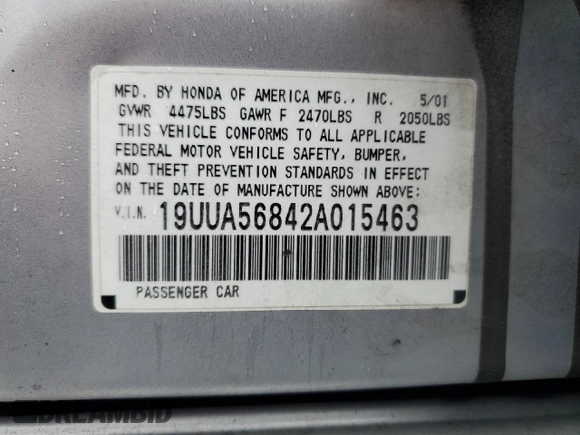 MFD. BY HONDA OF AMERICA MFG., INC. 5/01
GVWR 4475LBS GAWR F 2470LBS R 2050LBS
THIS VEHICLE CONFORMS TO ALL APPLICABLE
FEDERAL MOTOR VEHICLE SAFETY, BUMPER,
AND THEFT PREVENTION STANDARDS IN EFFECT
ON THE DATE OF MANUFACTURE SHOWN ABOVE:
V.I.N. 19UUA56842A015463
PASSENGER CAR
DREAMBID